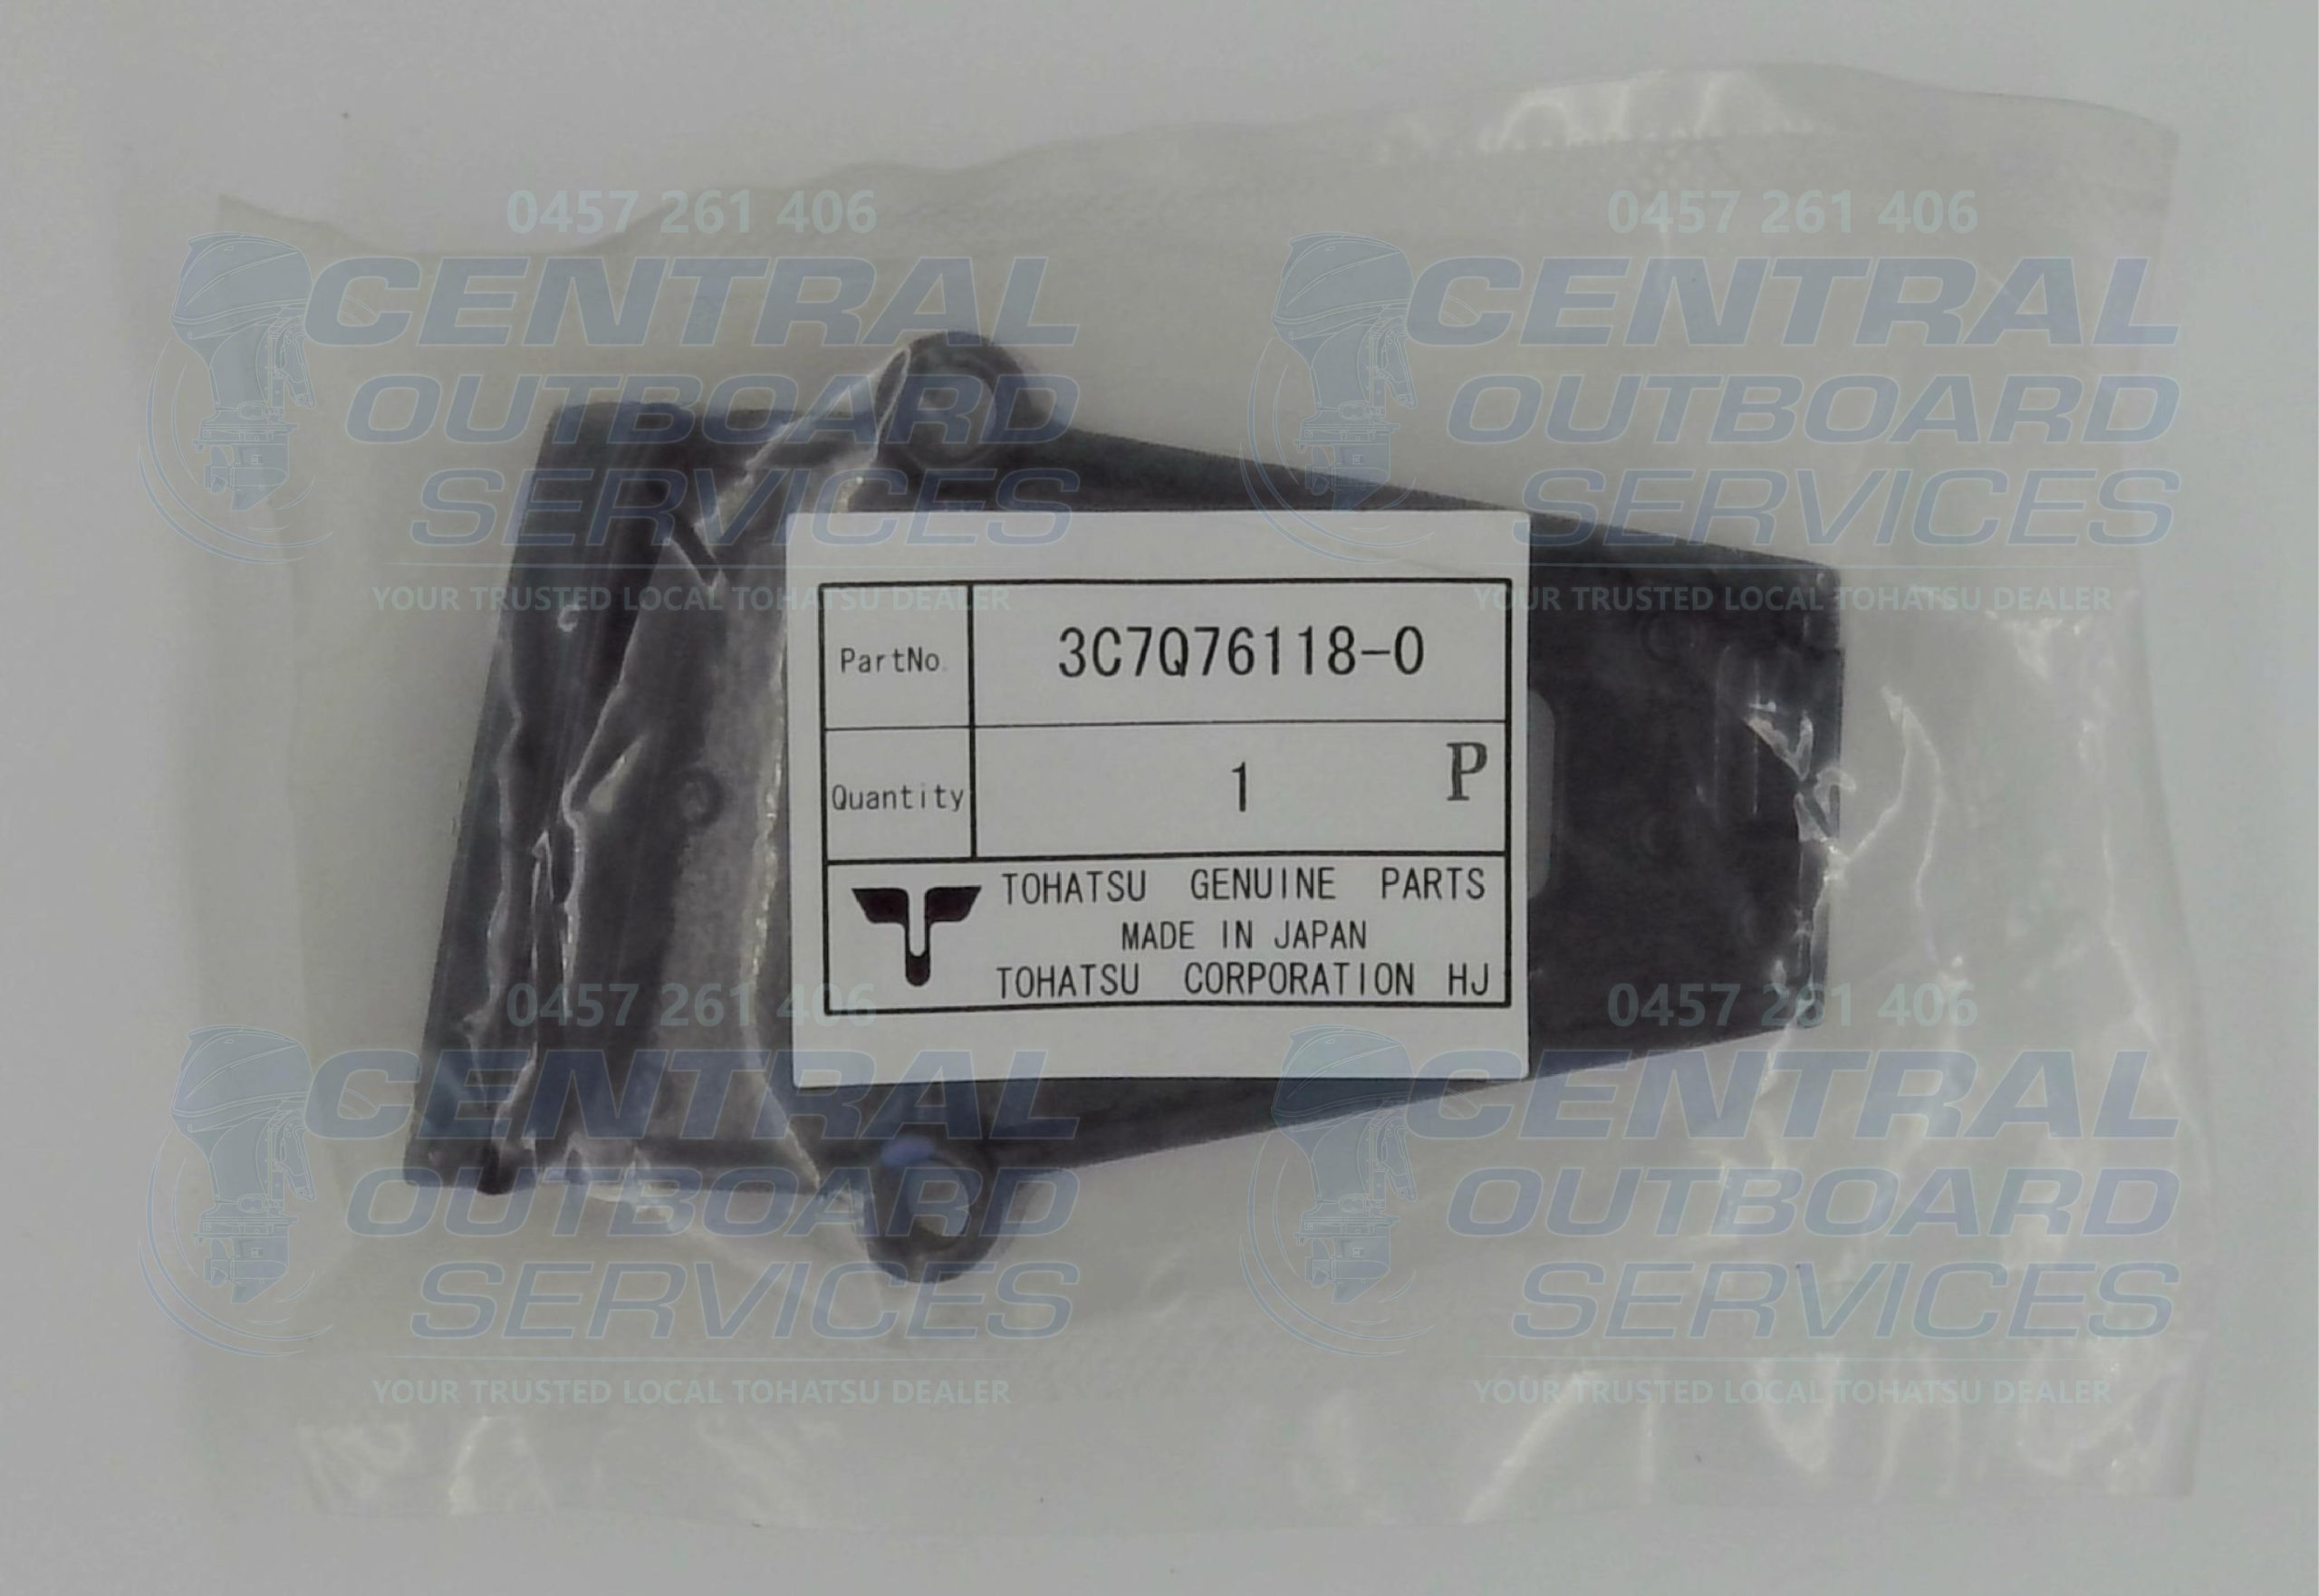 0457 261 406
CENTRAL
OUTBOARD
SERVICES
YOUR TRUSTED LOCAL TOHATSU DEALER
0457 261 406
CENTRAL
OUTBOARD
SERVICES
YOUR TRUSTED LOCAL TOHATSU DEALER
PartNo. 3C7Q76118-0
Quantity 1 P
TOHATSU GENUINE PARTS
MADE IN JAPAN
TOHATSU CORPORATION HJ
0457 261 406
CENTRAL
OUTBOARD
SERVICES
YOUR TRUSTED LOCAL TOHATSU DEALER
0457 261 406
CENTRAL
OUTBOARD
SERVICES
YOUR TRUSTED LOCAL TOHATSU DEALER